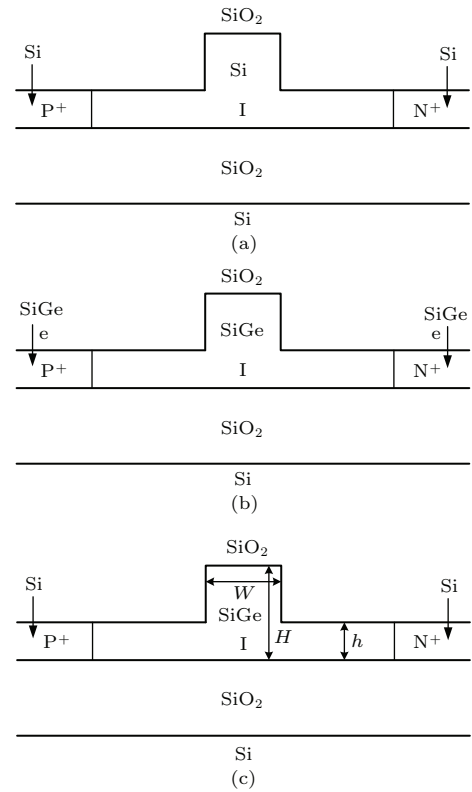 SiO₂
Si Si Si
P⁺ I N⁺
SiO₂
Si
(a)
SiO₂
SiGe SiGe SiGe
e e
P⁺ I N⁺
SiO₂
Si
(b)
SiO₂
Si W Si
SiGe
P⁺ I H h N⁺
SiO₂
Si
(c)